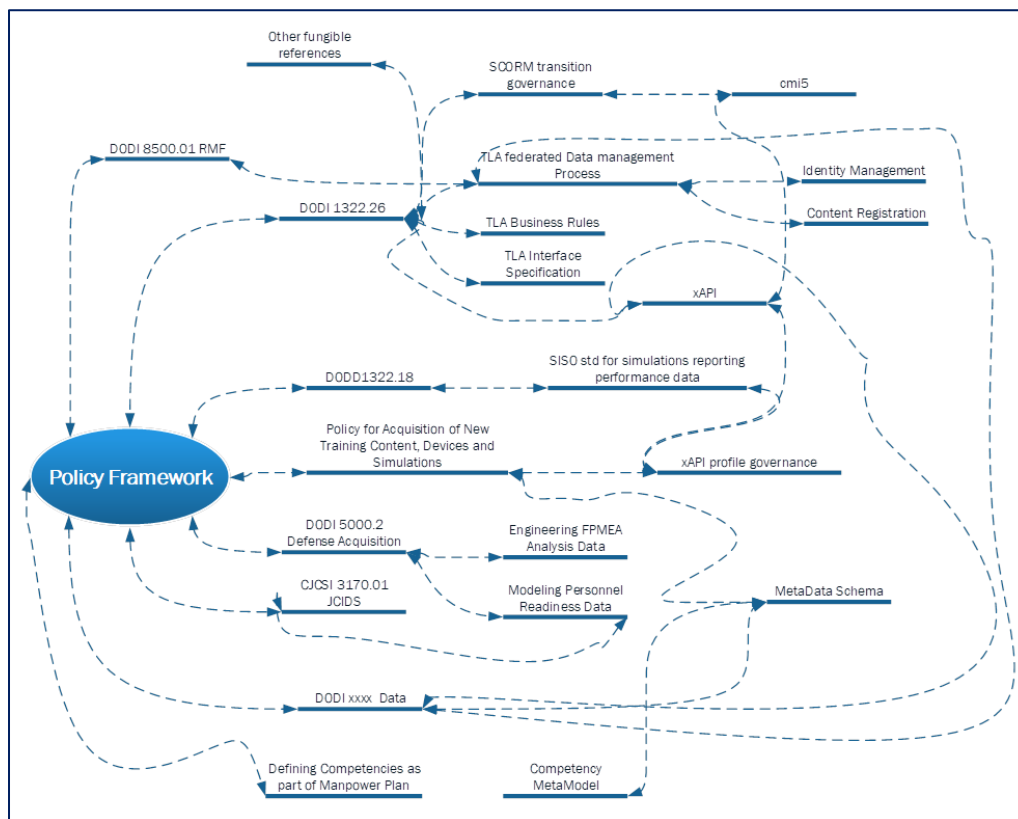 Other fungible
references
SCORM transition
governance
cmi5
DODI 8500.01 RMF
TLA federated Data management
Process
Identity Management
DODI 1322.26
Content Registration
TLA Business Rules
TLA Interface
Specification
xAPI
DODD1322.18
SISO std for simulations reporting
performance data
Policy for Acquisition of New
Training Content, Devices and
Simulations
Policy Framework
xAPI profile governance
DODI 5000.2
Defense Acquisition
Engineering FPMEA
Analysis Data
CJCSI 3170.01
JCIDS
Modeling Personnel
Readiness Data
MetaData Schema
DODI xxxx Data
Defining Competencies as
part of Manpower Plan
Competency
MetaModel